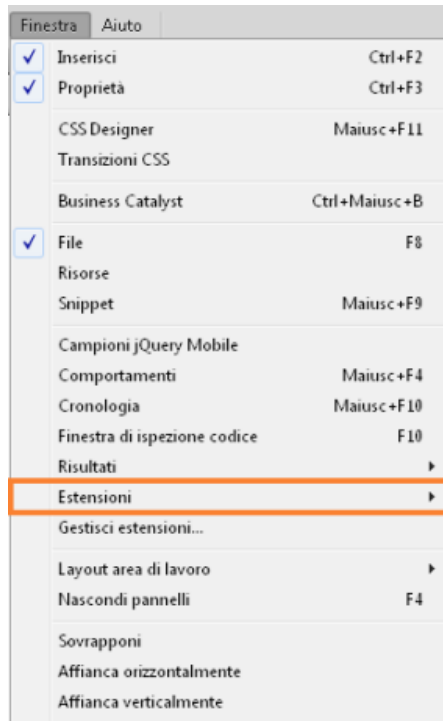 Finestra Aiuto
Inserisci Ctrl+F2
Proprietà Ctrl+F3
CSS Designer Maiusc+F11
Transizioni CSS
Business Catalyst Ctrl+Maiusc+B
File F8
Risorse
Snippet Maiusc+F9
Campioni jQuery Mobile
Comportamenti Maiusc+F4
Cronologia Maiusc+F10
Finestra di ispezione codice F10
Risultati
Estensioni
Gestisci estensioni...
Layout area di lavoro
Nascondi pannelli F4
Sovrapponi
Affianca orizzontalmente
Affianca verticalmente